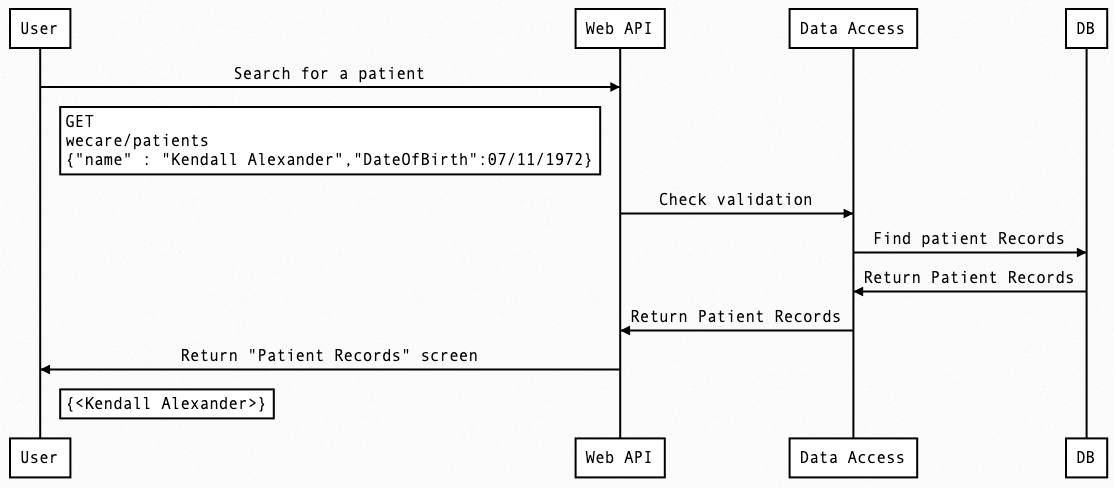 User
Web API
Data Access
DB
Search for a patient
GET
wecare/patients
{"name" : "Kendall Alexander","DateOfBirth":07/11/1972}
Check validation
Find patient Records
Return Patient Records
Return Patient Records
Return "Patient Records" screen
{<Kendall Alexander>}
User
Web API
Data Access
DB